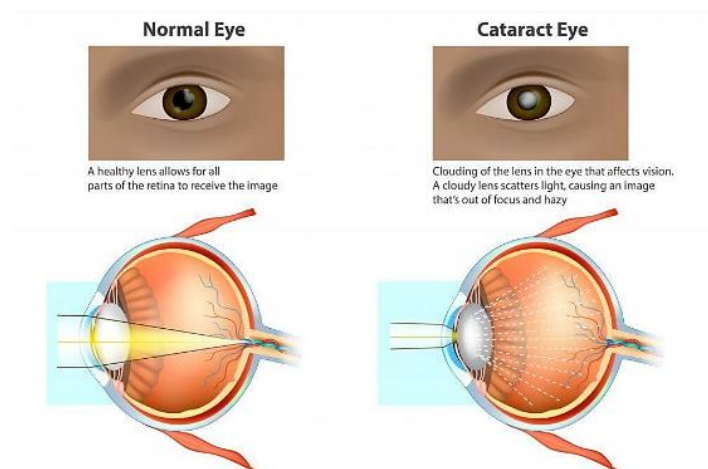 Normal Eye
A healthy lens allows for all
parts of the retina to receive the image
Cataract Eye
Clouding of the lens in the eye that affects vision.
A cloudy lens scatters light, causing an image
that's out of focus and hazy